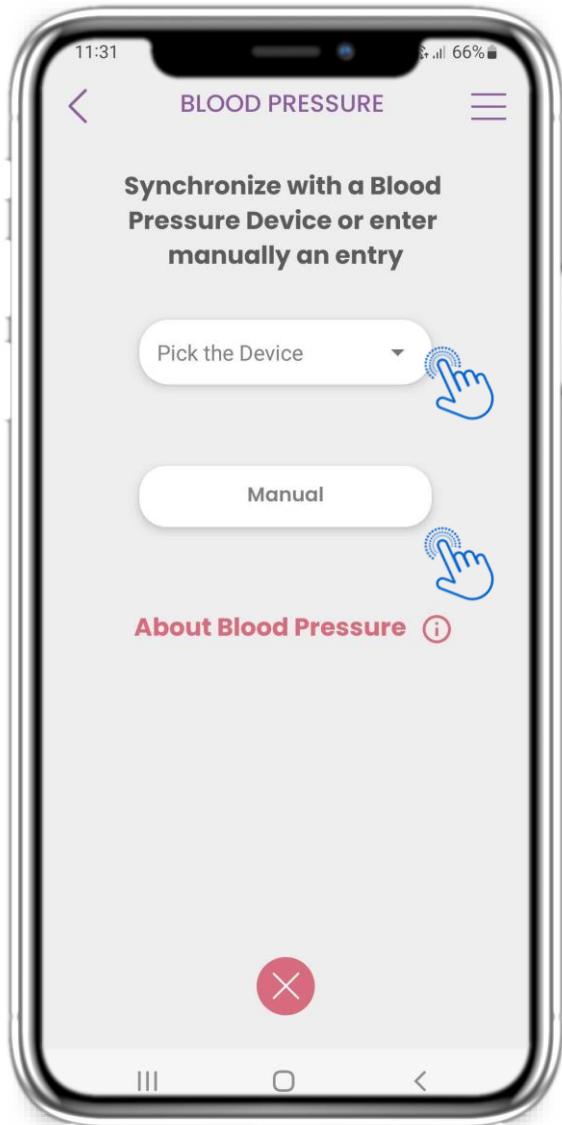 11:31 66%
BLOOD PRESSURE
Synchronize with a Blood
Pressure Device or enter
manually an entry
Pick the Device
Manual
About Blood Pressure